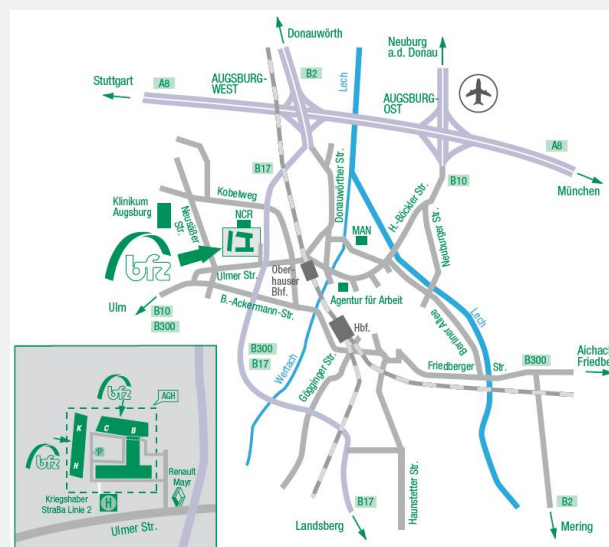 Donauwörth
Neuburg
a.d. Donau
B2
Stuttgart
A8
AUGSBURG-
WEST
Lech
AUGSBURG-
OST
A8
München
B17
B10
Kobelweg
Donauwörther Str.
H.-Böckler Str.
Neuburger Str.
Klinikum
Augsburg
Neusäßer
Str.
NCR
MAN
bfz
Ulmer Str.
Ober-
hauser
Bhf.
Agentur für Arbeit
Ulm
B10
B300
B.-Ackermann-Str.
Hbf.
Berliner Allee
Lech
B300
B17
Wertach
Gögginger Str.
Friedberger Str.
B300
Aichach
Friedbe
Haunstetter Str.
B17
Landsberg
B2
Mering
bfz
AGH
K
C
B
bfz
P
H
Renault
Mayr
Kriegshaber
Straßa Linie 2
H
Ulmer Str.